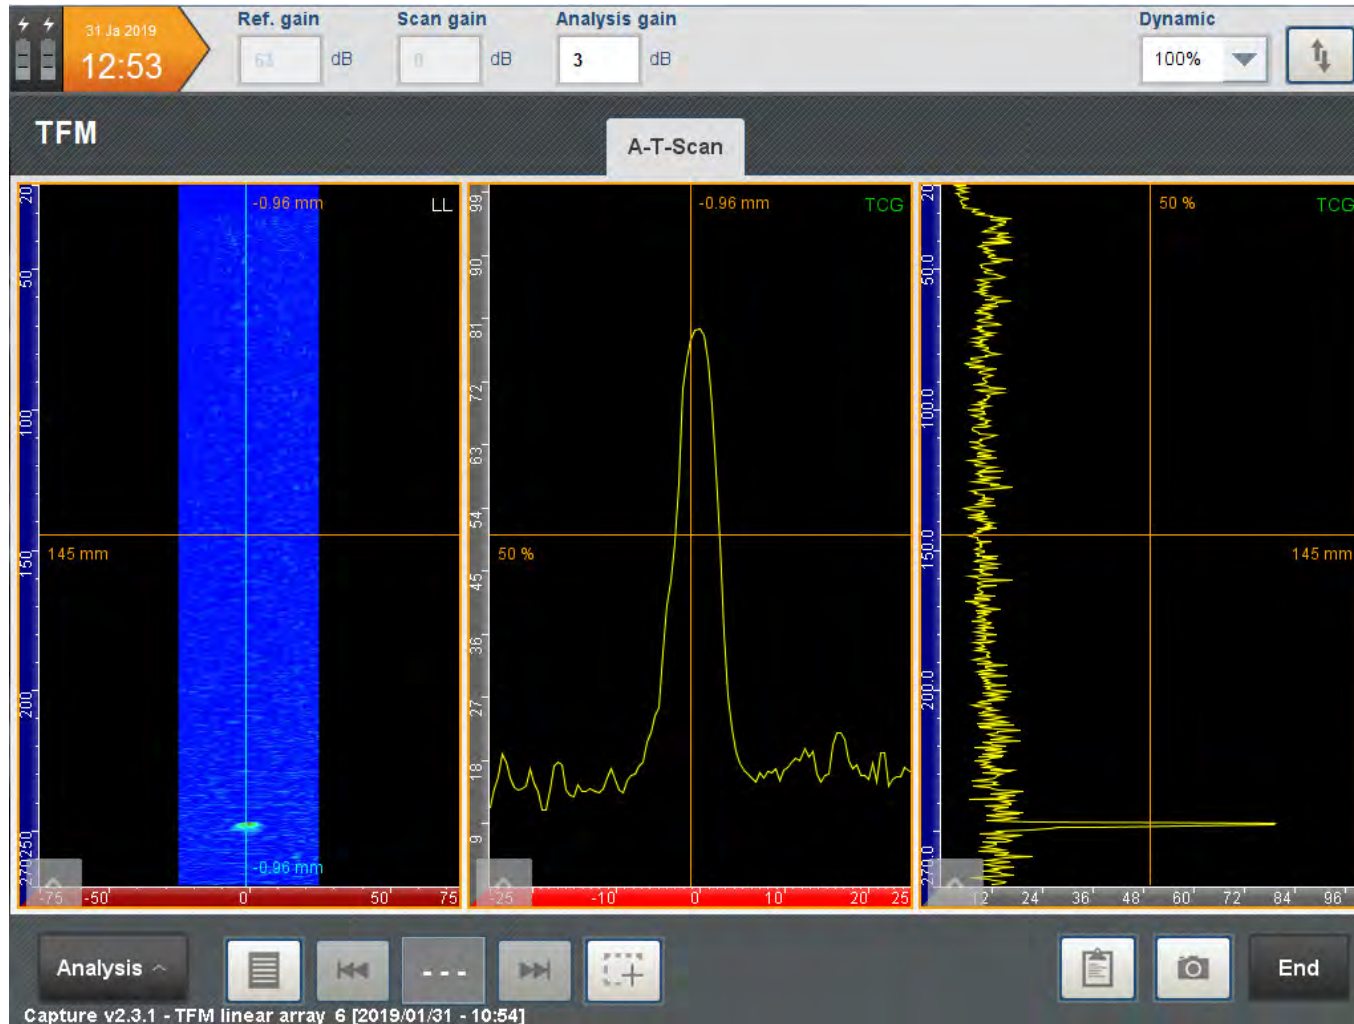 31 Ja 2019
12:53
Ref. gain
63 dB
Scan gain
0 dB
Analysis gain
3 dB
Dynamic
100%
TFM
A-T-Scan
-0.96 mm
LL
20
50
100
150
200
250
270
145 mm
-0.96 mm
-75 -50 0 50 75
-0.96 mm
TCG
99
90
81
72
63
54
45
36
27
18
9
50 %
-25 -10 0 10 20 25
50 %
TCG
20
50.0
100.0
150.0
200.0
270.0
145 mm
12 24 36 48 60 72 84 96
Analysis
- - -
End
Capture v2.3.1 - TFM linear array 6 [2019/01/31 - 10:54]